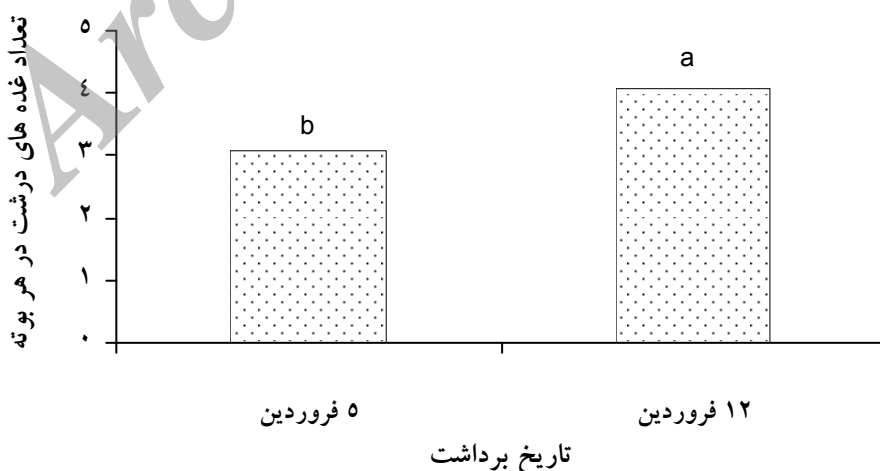 تعداد غده های درشت در هر بوته
۵
۴
۳
۲
۱
۰
b
a
۵ فروردین
۱۲ فروردین
تاریخ برداشت
Arc